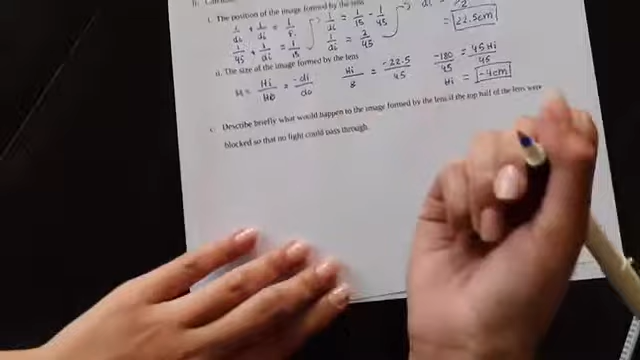 i. The position of the image formed by the lens
1/di + 1/di = 1/f
1/di = 1/15 - 1/45
1/45 + 1/di = 1/15
1/di = 2/45
= 22.5cm
ii. The size of the image formed by the lens
M = Hi/Ho = -di/do
Hi/8 = -22.5/45
-180/45 = 45Hi/45
Hi = -4cm
c. Describe briefly what would happen to the image formed by the lens if the top half of the lens were
blocked so that no light could pass through.